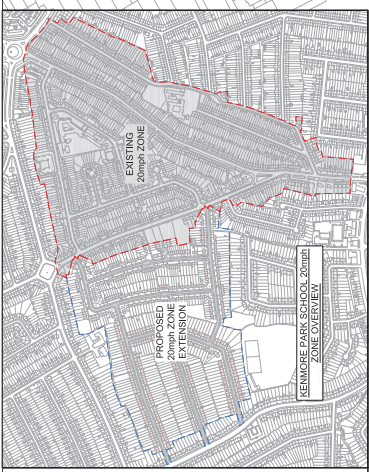 EXISTING
20mph ZONE
PROPOSED
20mph ZONE
EXTENSION
KENMORE PARK SCHOOL 20mph
ZONE OVERVIEW